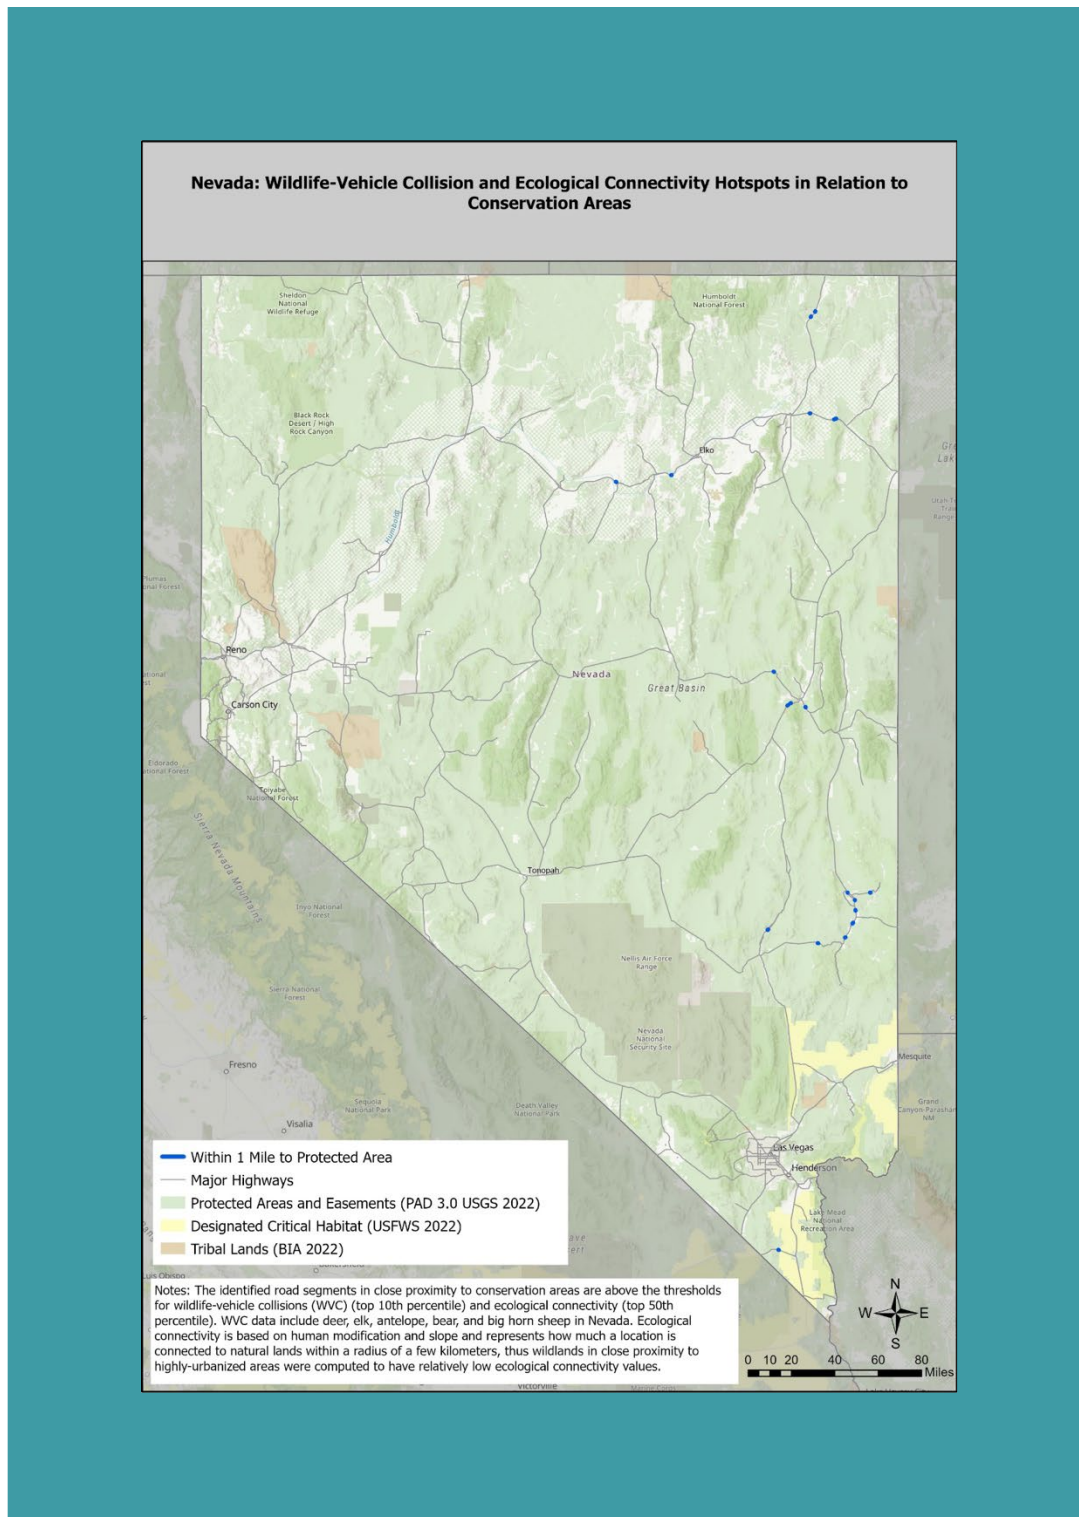 Nevada: Wildlife-Vehicle Collision and Ecological Connectivity Hotspots in Relation to
Conservation Areas
Sheldon
National
Wildlife Refuge
Humboldt
National Forest
Black Rock
Desert / High
Rock Canyon
Elko
Humboldt
Reno
Carson City
Nevada
Great Basin
Eldorado
National Forest
Toiyabe
National Forest
Sierra Nevada Mountains
Tonopah
Inyo National
Forest
Nellis Air Force
Range
Sierra National
Forest
Nevada
National
Security Site
Mesquite
Fresno
Death Valley
National Park
Sequoia
National Park
Grand
Canyon-Parashan
NM
Visalia
Las Vegas
Henderson
Lake Mead
National
Recreation Area
Within 1 Mile to Protected Area
Major Highways
Protected Areas and Easements (PAD 3.0 USGS 2022)
Designated Critical Habitat (USFWS 2022)
Tribal Lands (BIA 2022)
Luis Obispo
Notes: The identified road segments in close proximity to conservation areas are above the thresholds
for wildlife-vehicle collisions (WVC) (top 10th percentile) and ecological connectivity (top 50th
percentile). WVC data include deer, elk, antelope, bear, and big horn sheep in Nevada. Ecological
connectivity is based on human modification and slope and represents how much a location is
connected to natural lands within a radius of a few kilometers, thus wildlands in close proximity to
highly-urbanized areas were computed to have relatively low ecological connectivity values.
N
W E
S
0 10 20 40 60 80
Miles
Victorville